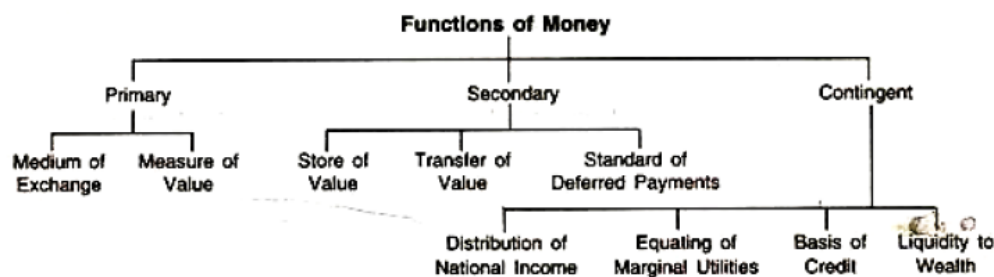 Functions of Money
Primary
Secondary
Contingent
Medium of
Exchange
Measure of
Value
Store of
Value
Transfer of
Value
Standard of
Deferred Payments
Distribution of
National Income
Equating of
Marginal Utilities
Basis of
Credit
Liquidity to
Wealth